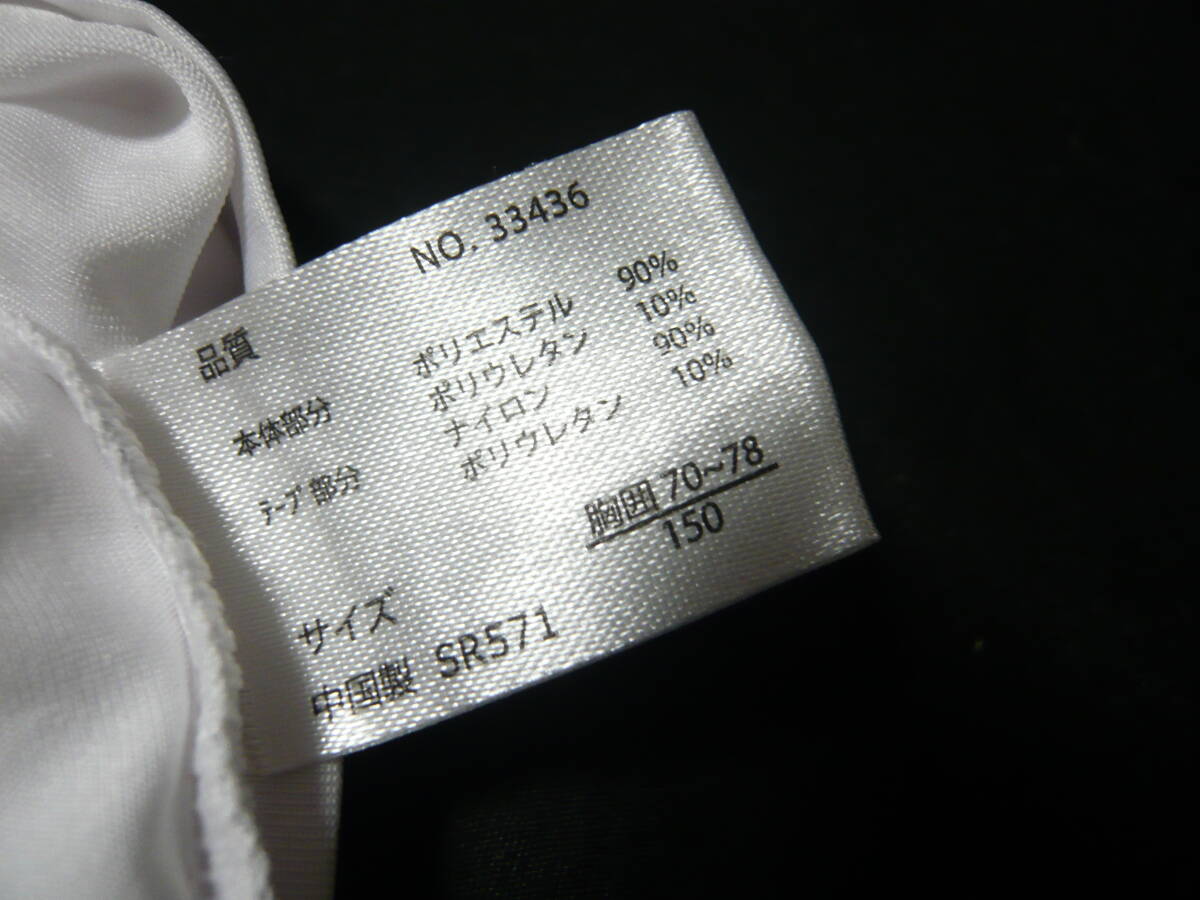 NO. 33436
品質
本体部分 ポリエステル 90%
ポリウレタン 10%
テープ部分 ナイロン 90%
ポリウレタン 10%
胸囲 70~78
サイズ 150
中国製 SR571